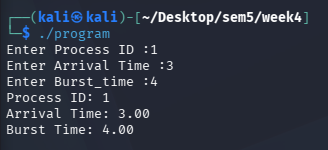 ┌──(kali㉿kali)-[~/Desktop/sem5/week4]
└─$ ./program
Enter Process ID :1
Enter Arrival Time :3
Enter Burst_time :4
Process ID: 1
Arrival Time: 3.00
Burst Time: 4.00